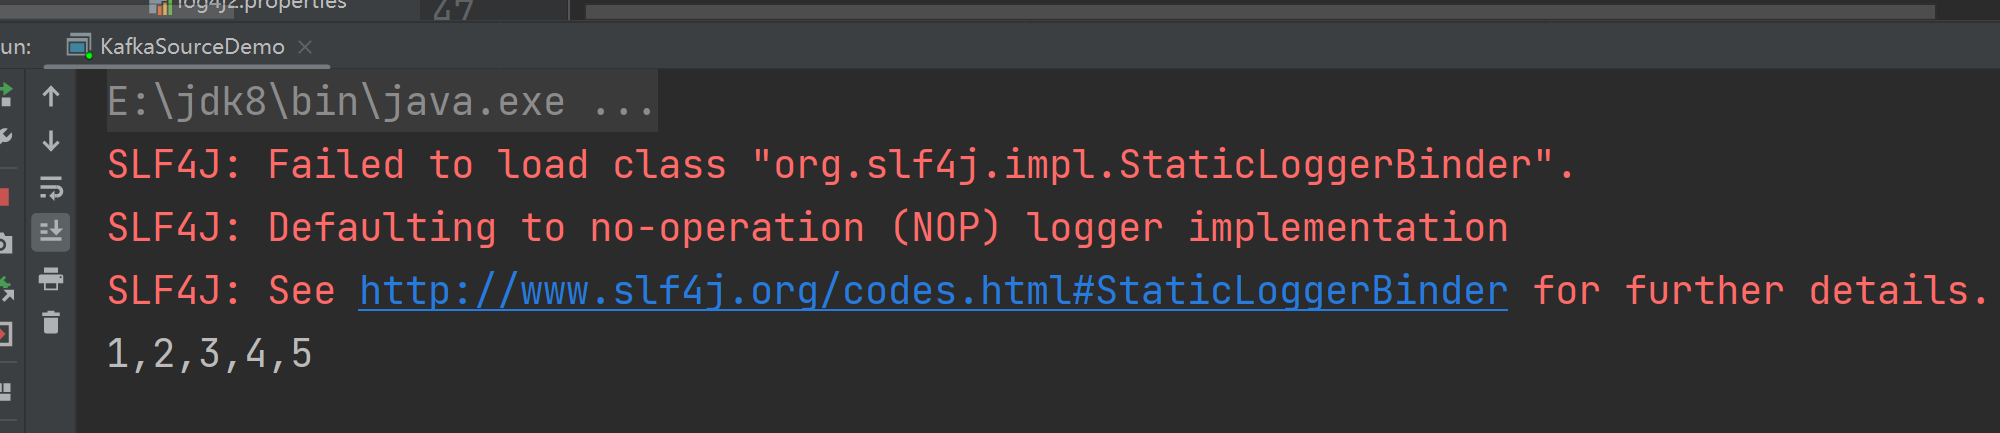 log4j2.properties
47
un:
KafkaSourceDemo
E:\jdk8\bin\java.exe ...
SLF4J: Failed to load class "org.slf4j.impl.StaticLoggerBinder".
SLF4J: Defaulting to no-operation (NOP) logger implementation
SLF4J: See http://www.slf4j.org/codes.html#StaticLoggerBinder for further details.
1,2,3,4,5